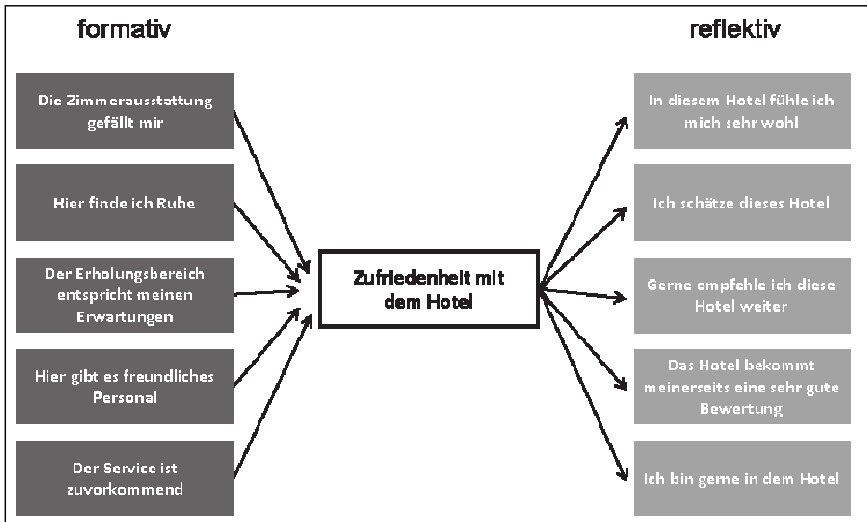 formativ
reflektiv
Die Zimmerausstattung
gefällt mir
Hier finde ich Ruhe
Der Erholungsbereich
entspricht meinen
Erwartungen
Hier gibt es freundliches
Personal
Der Service ist
zuvorkommend
Zufriedenheit mit
dem Hotel
In diesem Hotel fühle ich
mich sehr wohl
Ich schätze dieses Hotel
Gerne empfehle ich diese
Hotel weiter
Das Hotel bekommt
meinerseits eine sehr gute
Bewertung
Ich bin gerne in dem Hotel